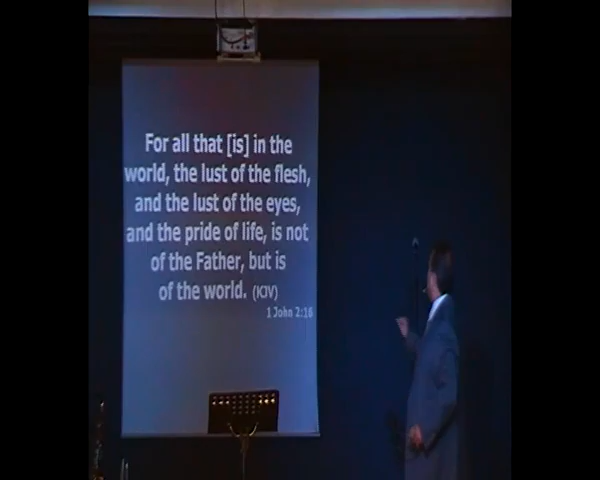 For all that [is] in the
world, the lust of the flesh,
and the lust of the eyes,
and the pride of life, is not
of the Father, but is
of the world. (KJV)
1 John 2:16